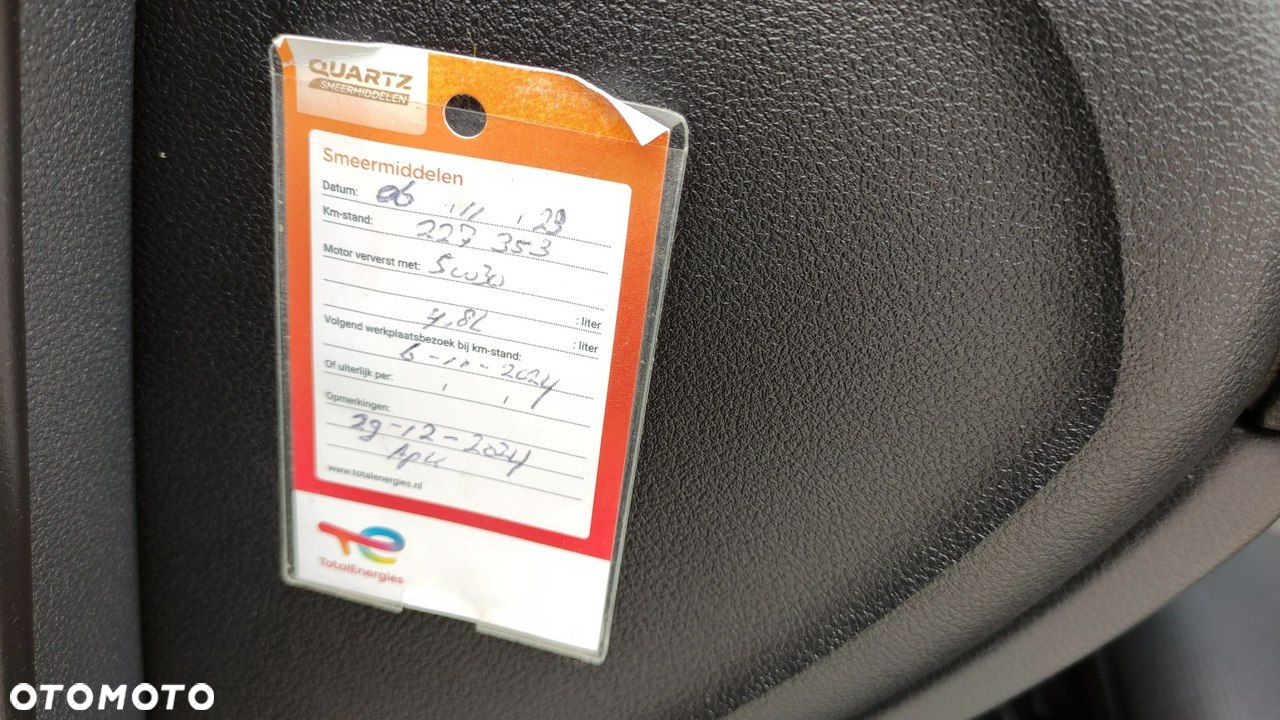 QUARTZ
SMEERMIDDELEN
Smeermiddelen
Datum: 06 , 11 , 23
Km-stand: 227 353
Motor ververst met: 5w30
: liter
4,8L : liter
Volgend werkplaatsbezoek bij km-stand:
6-11-2024
Of uiterlijk per: , ,
Opmerkingen:
29-12-2024
Apk
www.totalenergies.nl
TotalEnergies
OTOMOTO